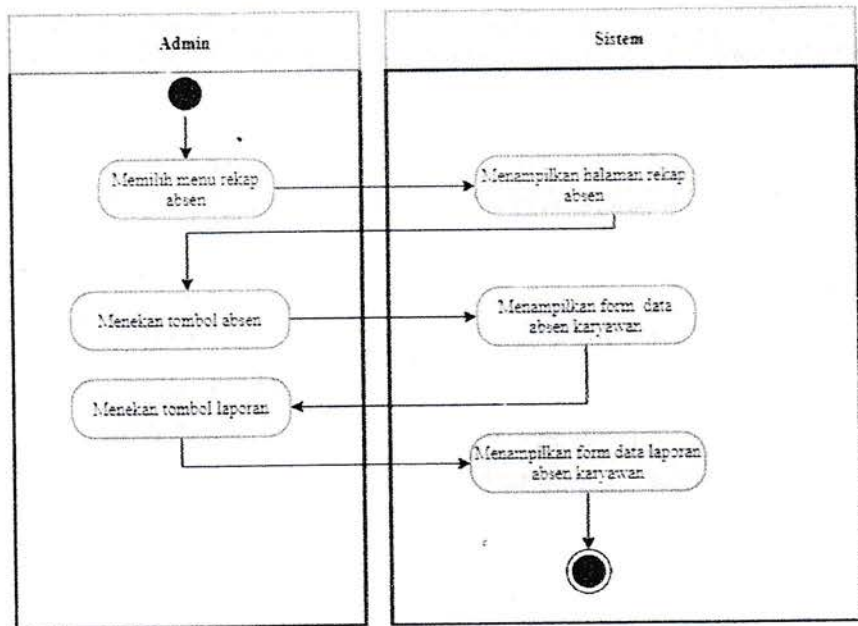 Admin
Sistem
Memilih menu rekap
absen
Menampilkan halaman rekap
absen
Menekan tombol absen
Menampilkan form data
absen karyawan
Menekan tombol laporan
Menampilkan form data laporan
absen karyawan